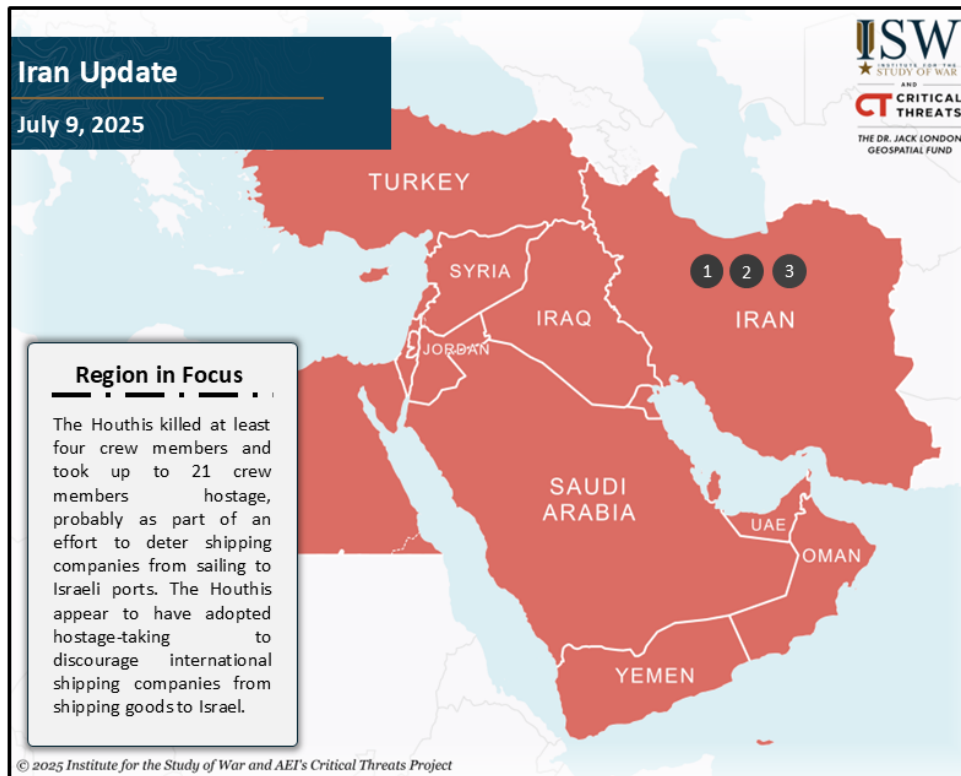 Iran Update
July 9, 2025
ISW
INSTITUTE FOR THE
STUDY OF WAR
AND
CT CRITICAL
THREATS
THE DR. JACK LONDON
GEOSPATIAL FUND
TURKEY
SYRIA
IRAQ
JORDAN
1 2 3
IRAN
SAUDI
ARABIA
UAE
OMAN
YEMEN
Region in Focus
The Houthis killed at least
four crew members and
took up to 21 crew
members hostage,
probably as part of an
effort to deter shipping
companies from sailing to
Israeli ports. The Houthis
appear to have adopted
hostage-taking to
discourage international
shipping companies from
shipping goods to Israel.
© 2025 Institute for the Study of War and AEI's Critical Threats Project